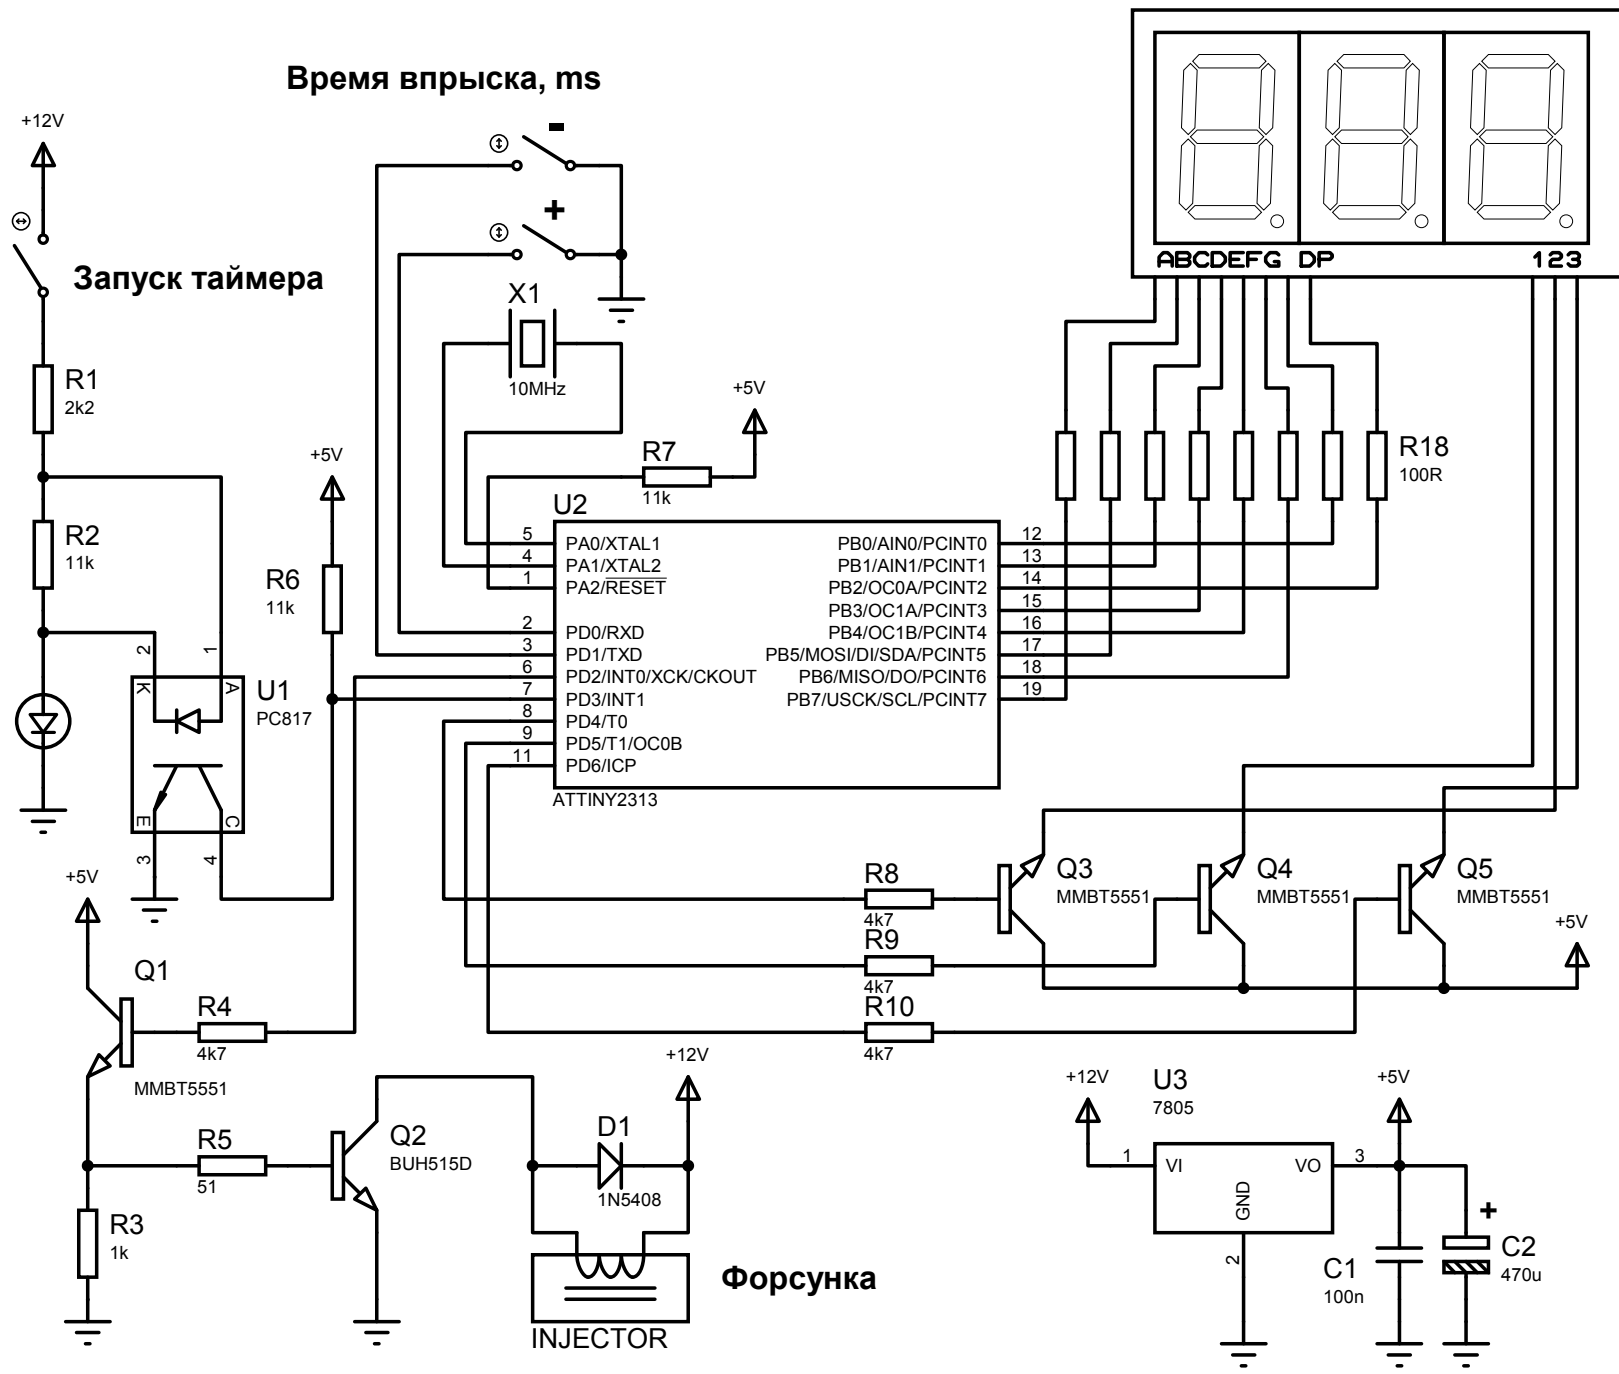 Время впрыска, ms
+12V
-
+
Запуск таймера
ABCDEFG DP 123
X1
10MHz
R1
2k2
+5V
R7
11k
+5V
R18
100R
R2
11k
R6
11k
U2
5 PA0/XTAL1
4 PA1/XTAL2
1 PA2/RESET
2 PD0/RXD
3 PD1/TXD
6 PD2/INT0/XCK/CKOUT
7 PD3/INT1
8 PD4/T0
9 PD5/T1/OC0B
11 PD6/ICP
PB0/AIN0/PCINT0 12
PB1/AIN1/PCINT1 13
PB2/OC0A/PCINT2 14
PB3/OC1A/PCINT3 15
PB4/OC1B/PCINT4 16
PB5/MOSI/DI/SDA/PCINT5 17
PB6/MISO/DO/PCINT6 18
PB7/USCK/SCL/PCINT7 19
ATTINY2313
2 1
K A
U1
PC817
E C
3 4
+5V
Q1
MMBT5551
R4
4k7
R8
4k7
R9
4k7
R10
4k7
Q3
MMBT5551
Q4
MMBT5551
Q5
MMBT5551
+5V
R5
51
Q2
BUH515D
R3
1k
+12V
D1
1N5408
INJECTOR
Форсунка
+12V
U3
7805
1 VI
VO 3
GND
2
+5V
C1
100n
+
C2
470u